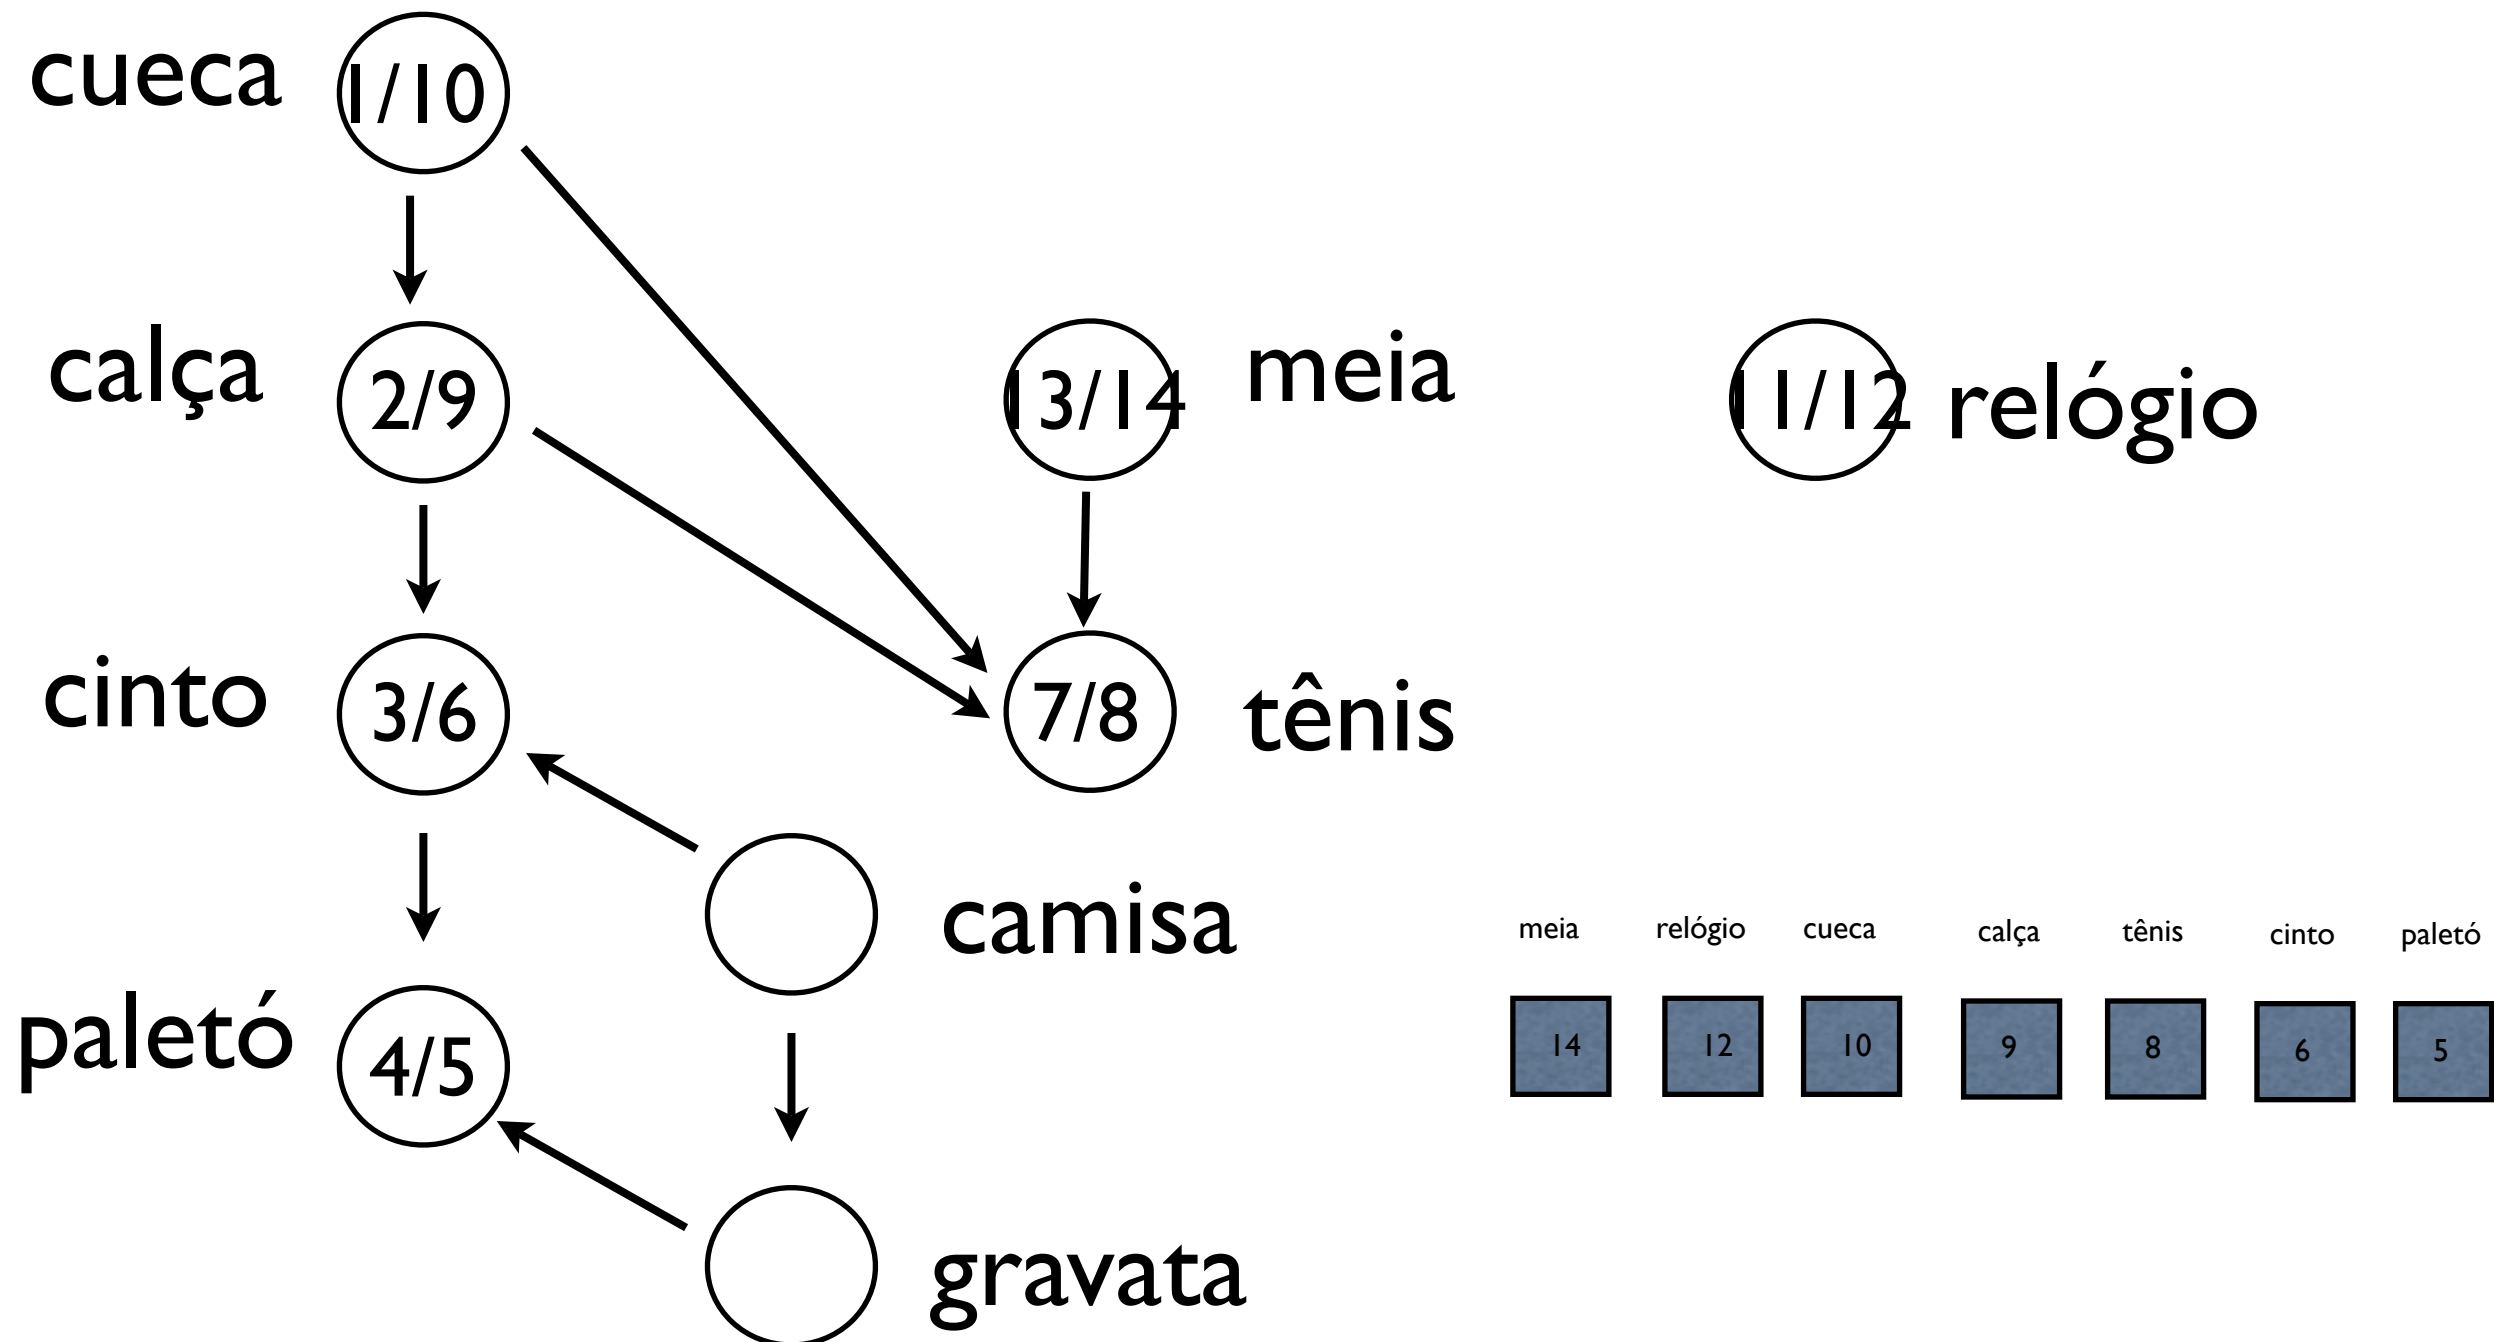 cueca 1/10
calça 2/9 13/14 meia 11/12 relógio
cinto 3/6 7/8 tênis
camisa
meia relógio cueca calça tênis cinto paletó
paletó 4/5 14 12 10 9 8 6 5
gravata